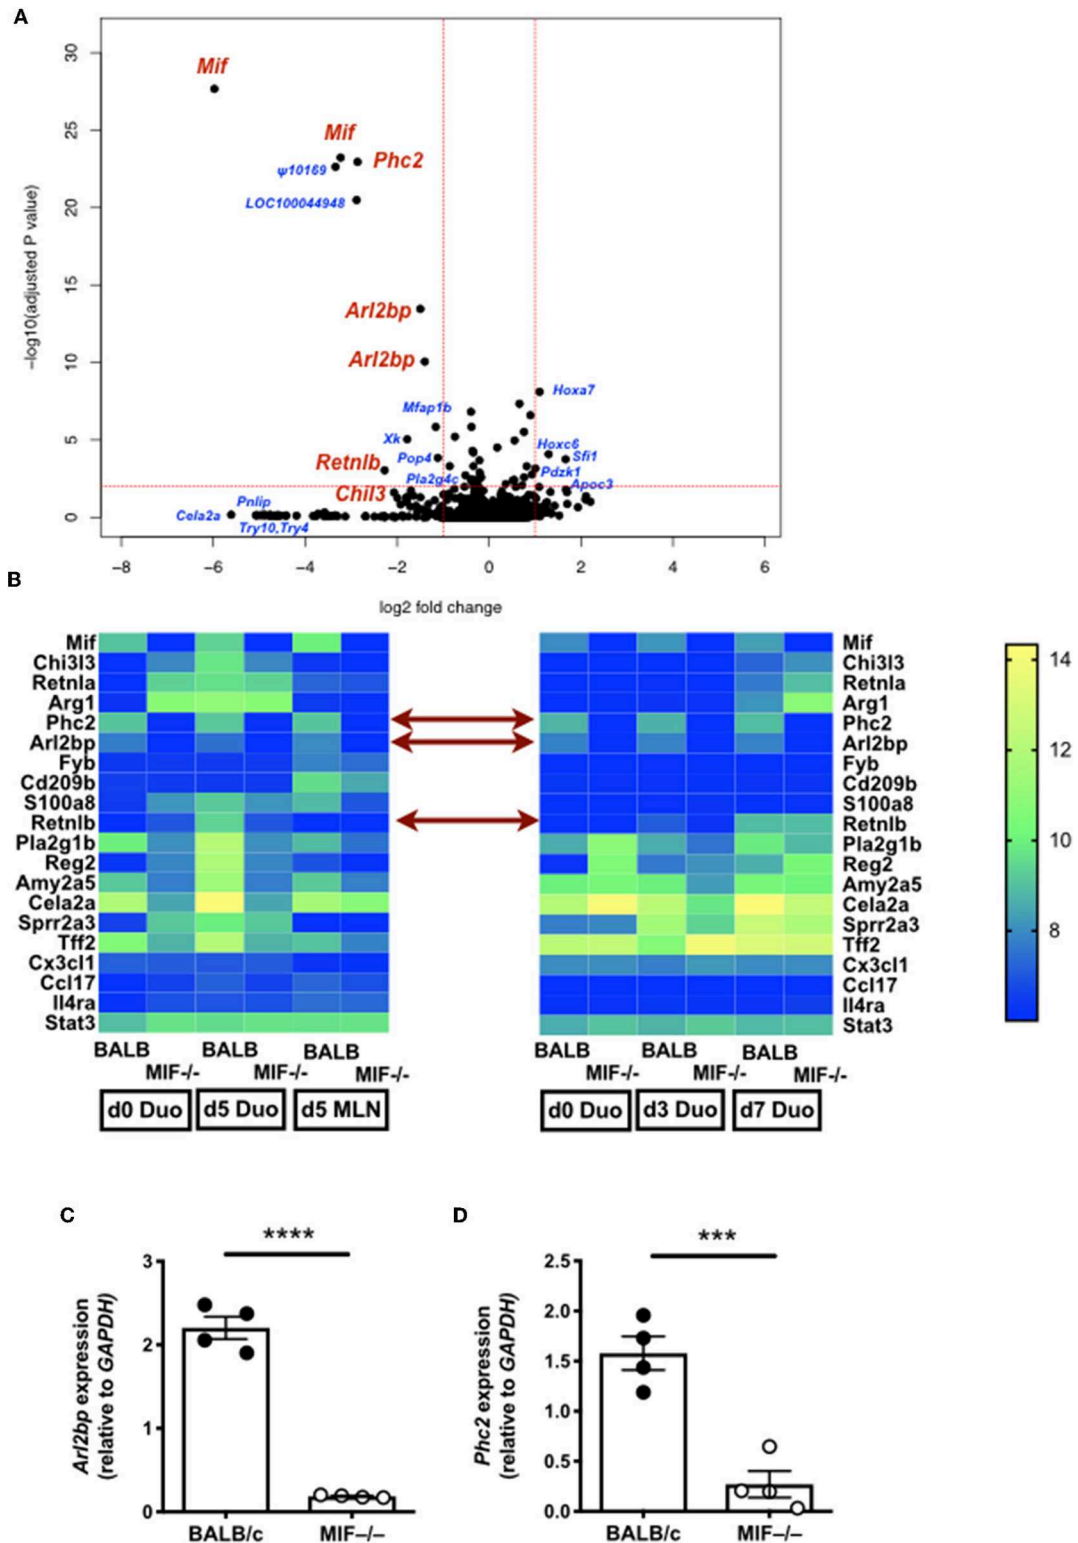 A
30
25
20
15
10
5
0
−log10(adjusted P value)
Mif
Mif
Phc2
ψ10169
LOC100044948
Arl2bp
Arl2bp
Hoxa7
Mfap1b
Xk
Hoxc6
Pop4
Sfi1
Retnlb
Pdzk1
Pla2g4c
Apoc3
Chil3
Pnlip
Cela2a
Try10,Try4
−8 −6 −4 −2 0 2 4 6
log2 fold change
B
Mif Mif
Chi3l3 Chi3l3
Retnla Retnla
Arg1 Arg1
Phc2 Phc2
Arl2bp Arl2bp
Fyb Fyb
Cd209b Cd209b
S100a8 S100a8
Retnlb Retnlb
Pla2g1b Pla2g1b
Reg2 Reg2
Amy2a5 Amy2a5
Cela2a Cela2a
Sprr2a3 Sprr2a3
Tff2 Tff2
Cx3cl1 Cx3cl1
Ccl17 Ccl17
Il4ra Il4ra
Stat3 Stat3
14
12
10
8
BALB BALB BALB BALB BALB BALB
MIF-/- MIF-/- MIF-/- MIF-/- MIF-/- MIF-/-
d0 Duo d5 Duo d5 MLN d0 Duo d3 Duo d7 Duo
C
****
3
2
1
0
Arl2bp expression
(relative to GAPDH)
BALB/c MIF−/−
D
***
2.5
2.0
1.5
1.0
0.5
0.0
Phc2 expression
(relative to GAPDH)
BALB/c MIF−/−